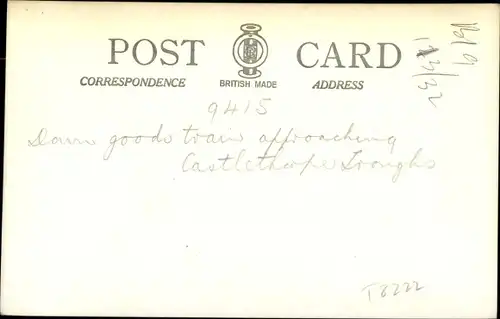 POST CARD
CORRESPONDENCE BRITISH MADE ADDRESS
9415
Down goods train approaching
Castlethorpe Troughs
T8222